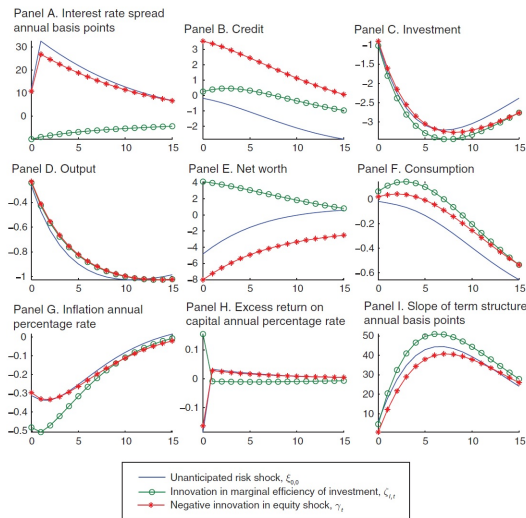 Panel A. Interest rate spread
annual basis points
30
20
10
0
0 5 10 15
Panel B. Credit
3
2
1
0
−1
−2
0 5 10 15
Panel C. Investment
−1
−2
−3
0 5 10 15
Panel D. Output
−0.4
−0.6
−0.8
−1
0 5 10 15
Panel E. Net worth
4
2
0
−2
−4
−6
−8
0 5 10 15
Panel F. Consumption
0
−0.2
−0.4
−0.6
0 5 10 15
Panel G. Inflation annual
percentage rate
0
−0.1
−0.2
−0.3
−0.4
−0.5
0 5 10 15
Panel H. Excess return on
capital annual percentage rate
0.1
0
−0.1
0 5 10 15
Panel I. Slope of term structure
annual basis points
50
40
30
20
10
0 5 10 15
Unanticipated risk shock, ξ0,0
Innovation in marginal efficiency of investment, ζI,t
Negative innovation in equity shock, γt